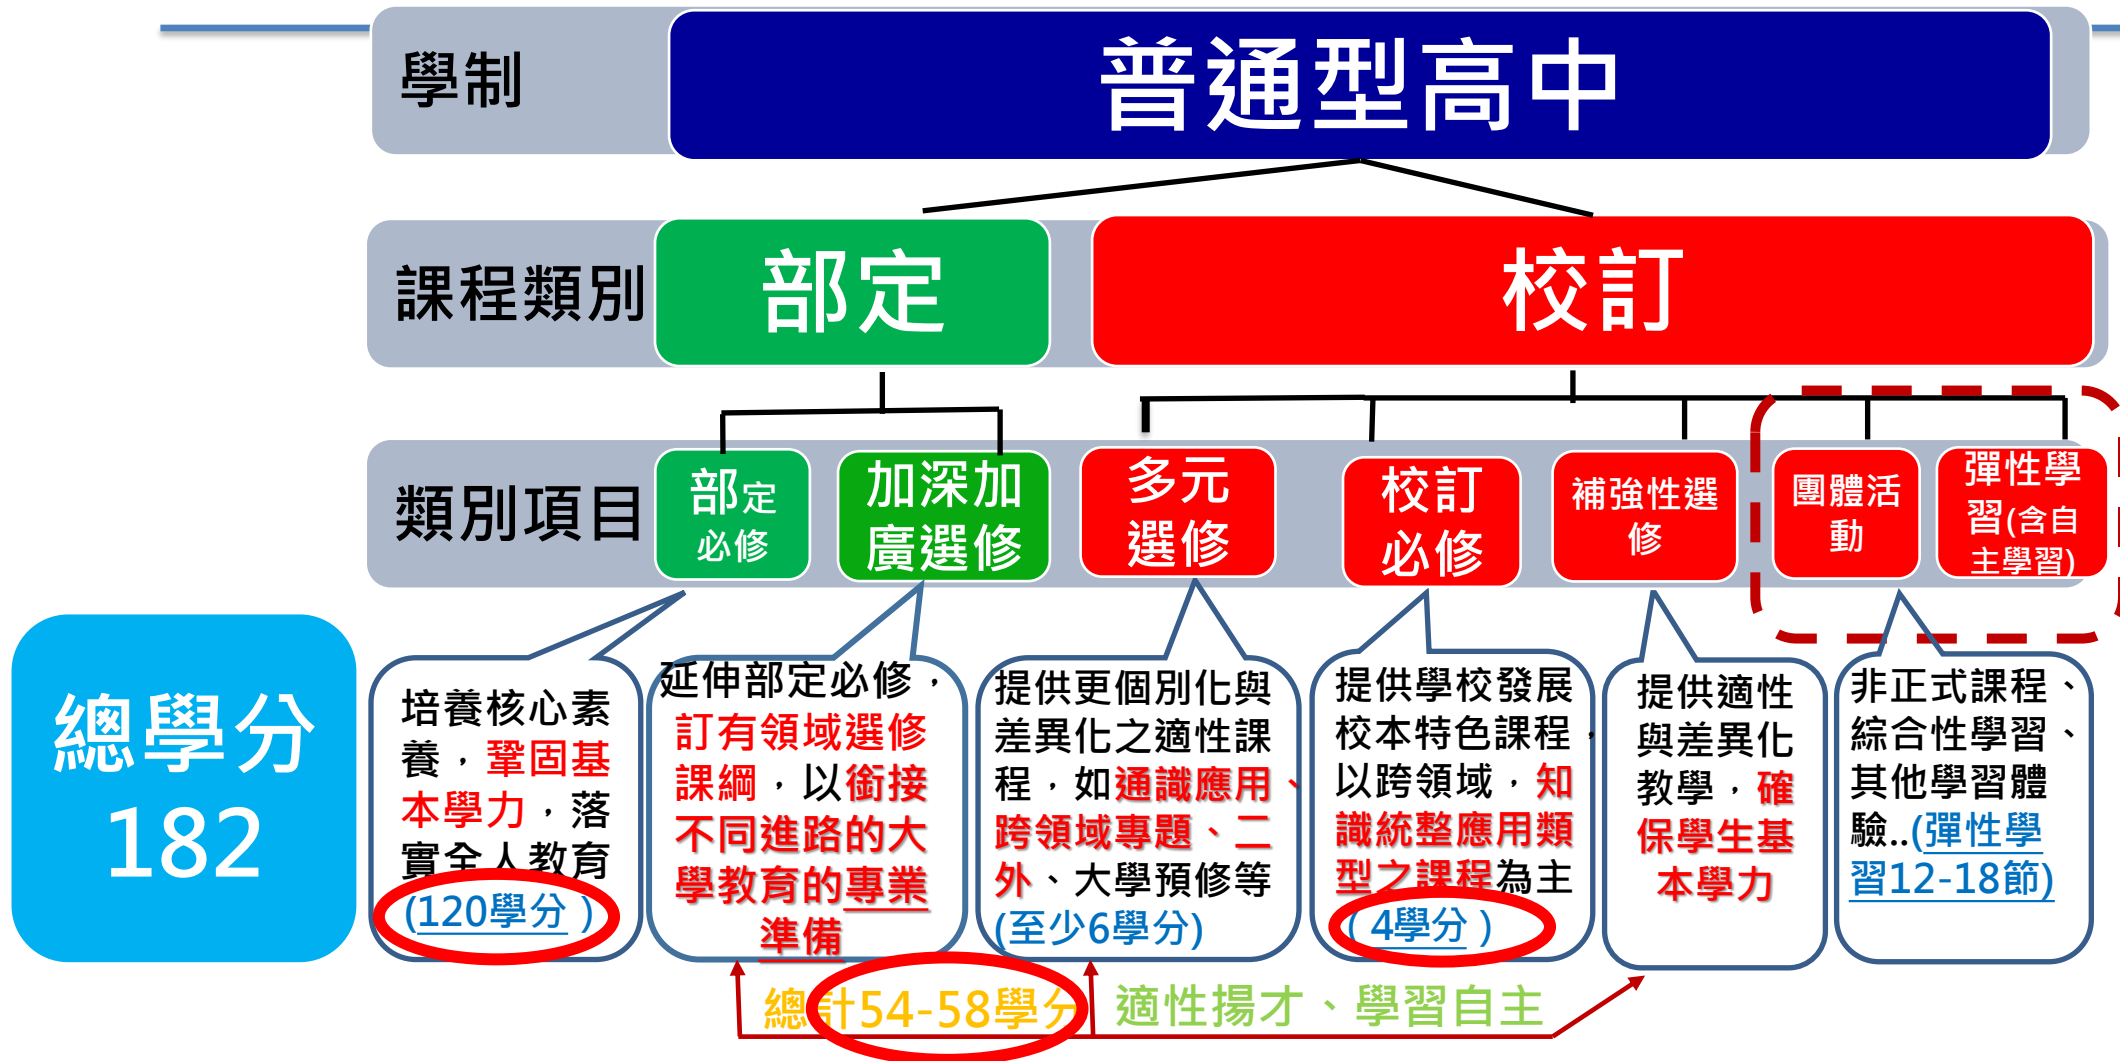 學制
普通型高中
課程類別
部定
校訂
類別項目
部定
必修
加深加
廣選修
多元
選修
校訂
必修
補強性選
修
團體活
動
彈性學
習(含自
主學習)
總學分
182
培養核心素
養，鞏固基
本學力，落
實全人教育
(120學分 )
延伸部定必修，
訂有領域選修
課綱，以銜接
不同進路的大
學教育的專業
準備
提供更個別化與
差異化之適性課
程，如通識應用、
跨領域專題、二
外、大學預修等
(至少6學分)
提供學校發展
校本特色課程，
以跨領域，知
識統整應用類
型之課程為主
( 4學分 )
提供適性
與差異化
教學，確
保學生基
本學力
非正式課程、
綜合性學習、
其他學習體
驗..(彈性學
習12-18節)
總計54-58學分
適性揚才、學習自主